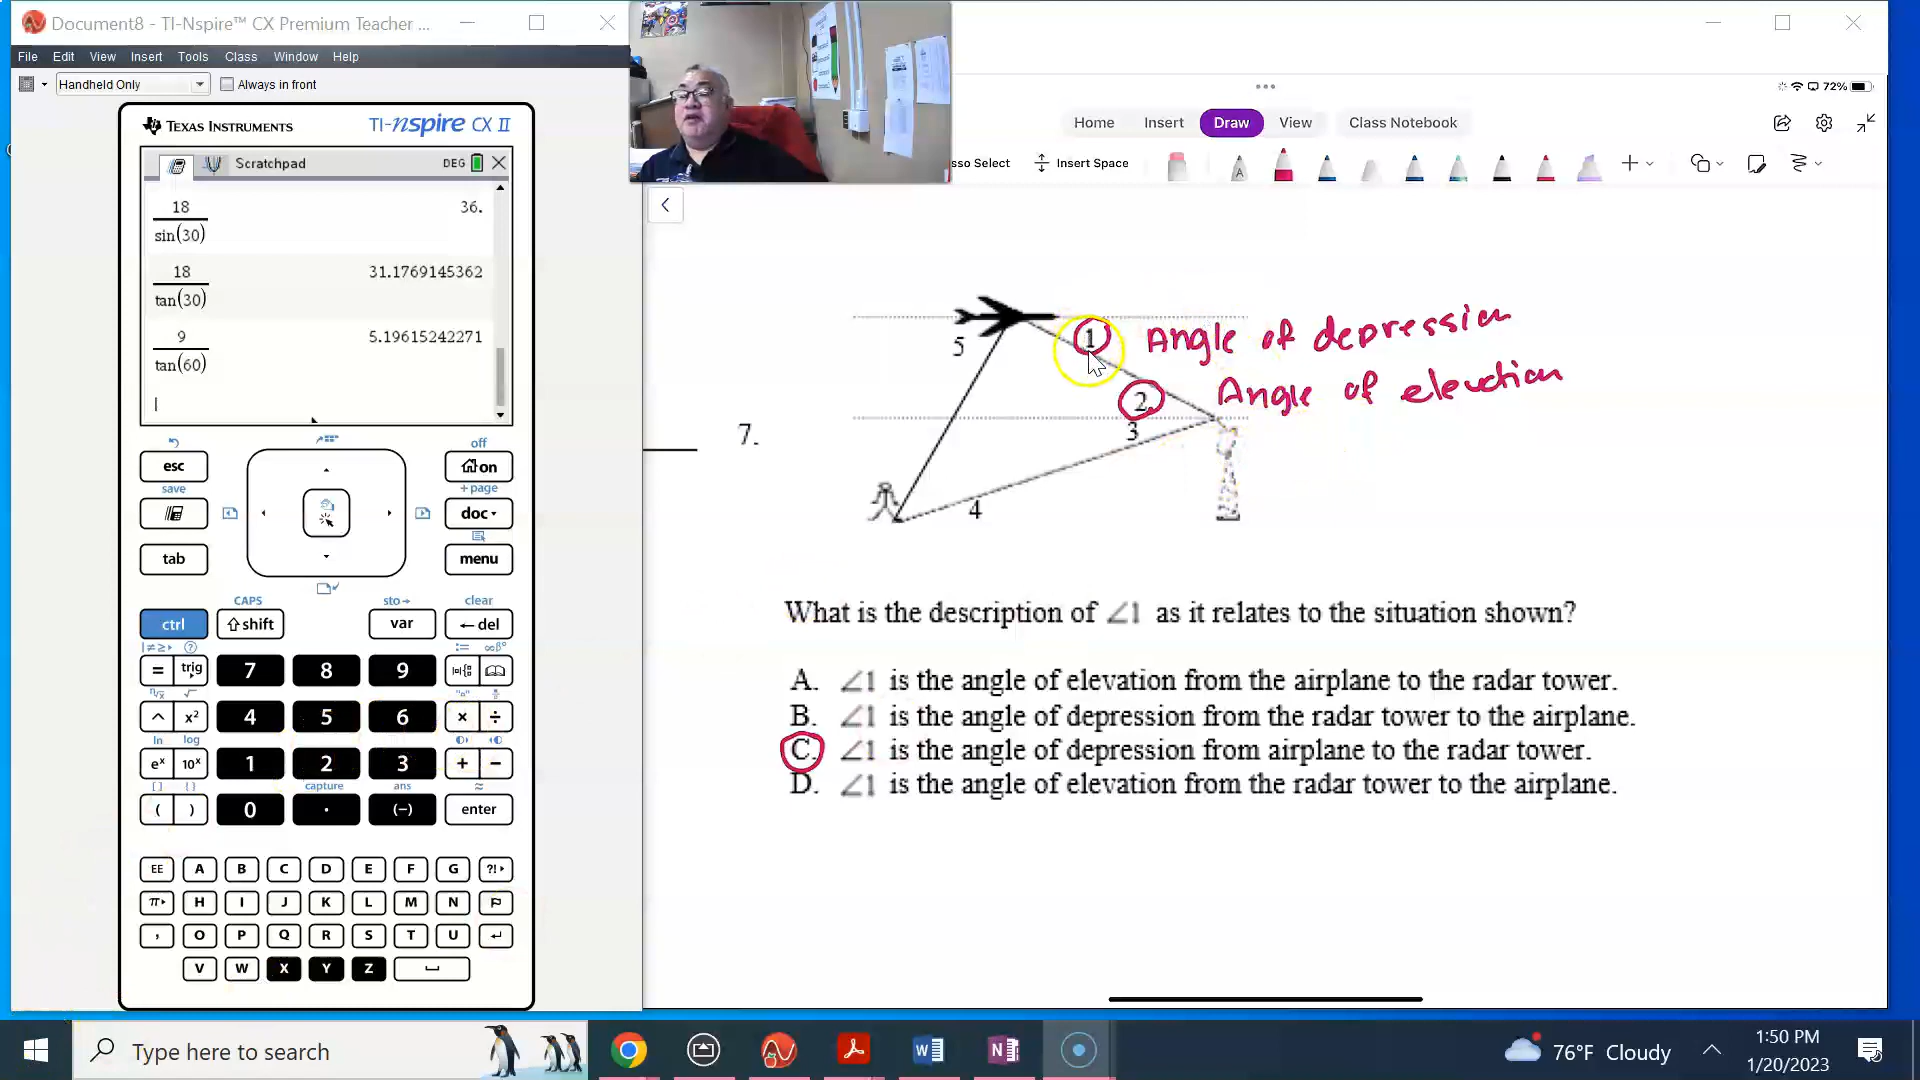 Document8 - TI-Nspire™ CX Premium Teacher ...
File Edit View Insert Tools Class Window Help
Handheld Only Always in front
TEXAS INSTRUMENTS TI-nspire CX II
Scratchpad DEG
18
sin(30)
36.
18
tan(30)
31.1769145362
9
tan(60)
5.19615242271
off
esc on
save + page
doc
tab menu
CAPS sto→ clear
ctrl shift var ←del
= trig 7 8 9
^ x² 4 5 6 × ÷
ln log
eˣ 10ˣ 1 2 3 + −
[ ] { } capture ans ≈
( ) 0 . (−) enter
EE A B C D E F G ?!
π H I J K L M N
, O P Q R S T U
V W X Y Z
72%
Home Insert Draw View Class Notebook
sso Select Insert Space
1 Angle of depression
5
2 Angle of elevation
3
7.
4
What is the description of ∠1 as it relates to the situation shown?
A. ∠1 is the angle of elevation from the airplane to the radar tower.
B. ∠1 is the angle of depression from the radar tower to the airplane.
C. ∠1 is the angle of depression from airplane to the radar tower.
D. ∠1 is the angle of elevation from the radar tower to the airplane.
Type here to search
76°F Cloudy
1:50 PM
1/20/2023